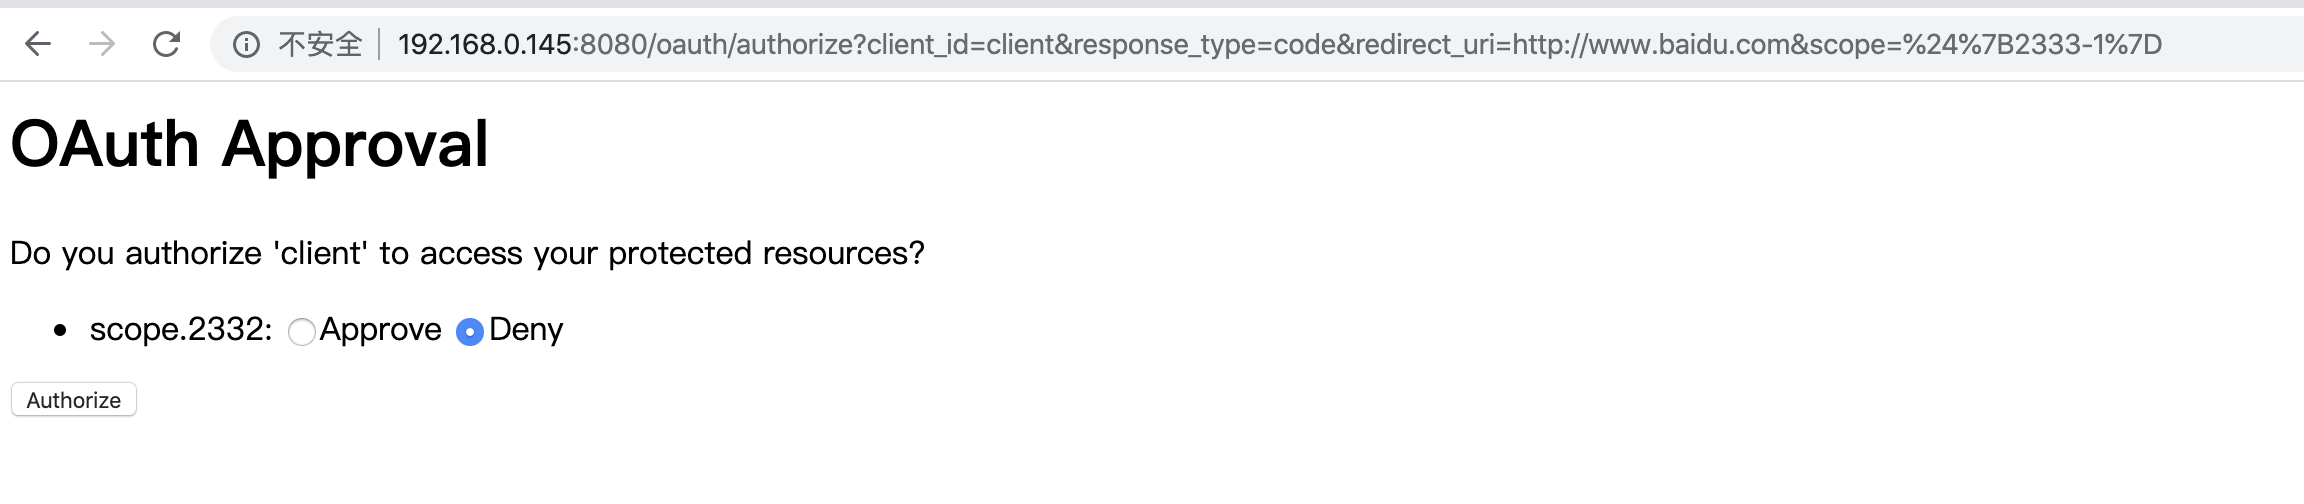 不安全 192.168.0.145:8080/oauth/authorize?client_id=client&response_type=code&redirect_uri=http://www.baidu.com&scope=%24%7B2333-1%7D
OAuth Approval
Do you authorize 'client' to access your protected resources?
• scope.2332: Approve Deny
Authorize